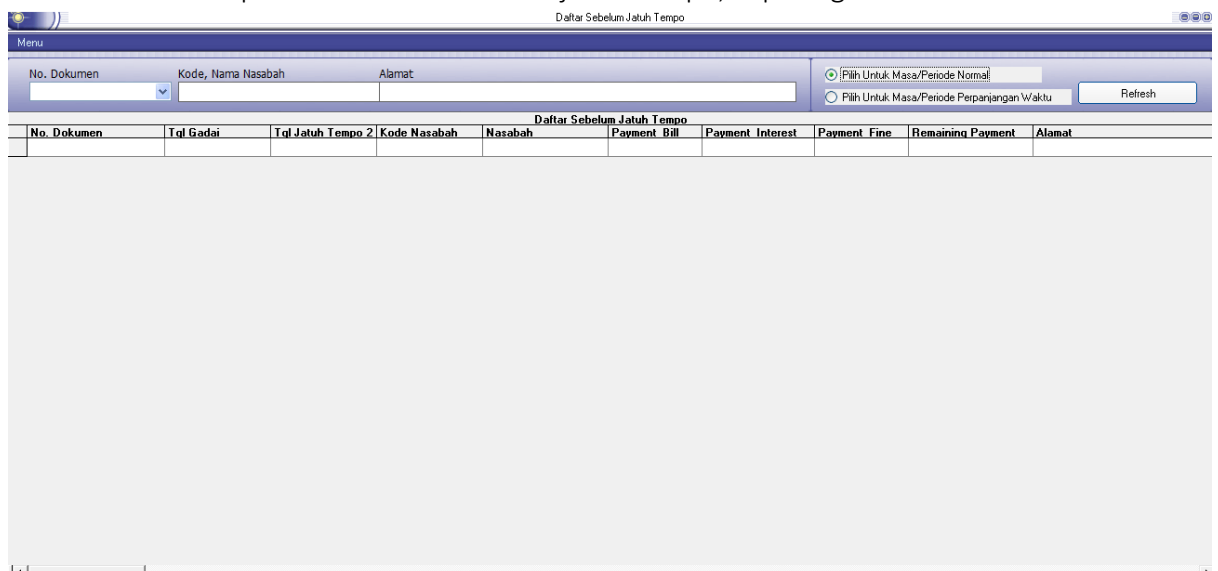 Daftar Sebelum Jatuh Tempo
Menu
No. Dokumen Kode, Nama Nasabah Alamat
Pilih Untuk Masa/Periode Normal
Pilih Untuk Masa/Periode Perpanjangan Waktu
Refresh
Daftar Sebelum Jatuh Tempo
No. Dokumen Tgl Gadai Tgl Jatuh Tempo 2 Kode Nasabah Nasabah Payment Bill Payment Interest Payment Fine Remaining Payment Alamat